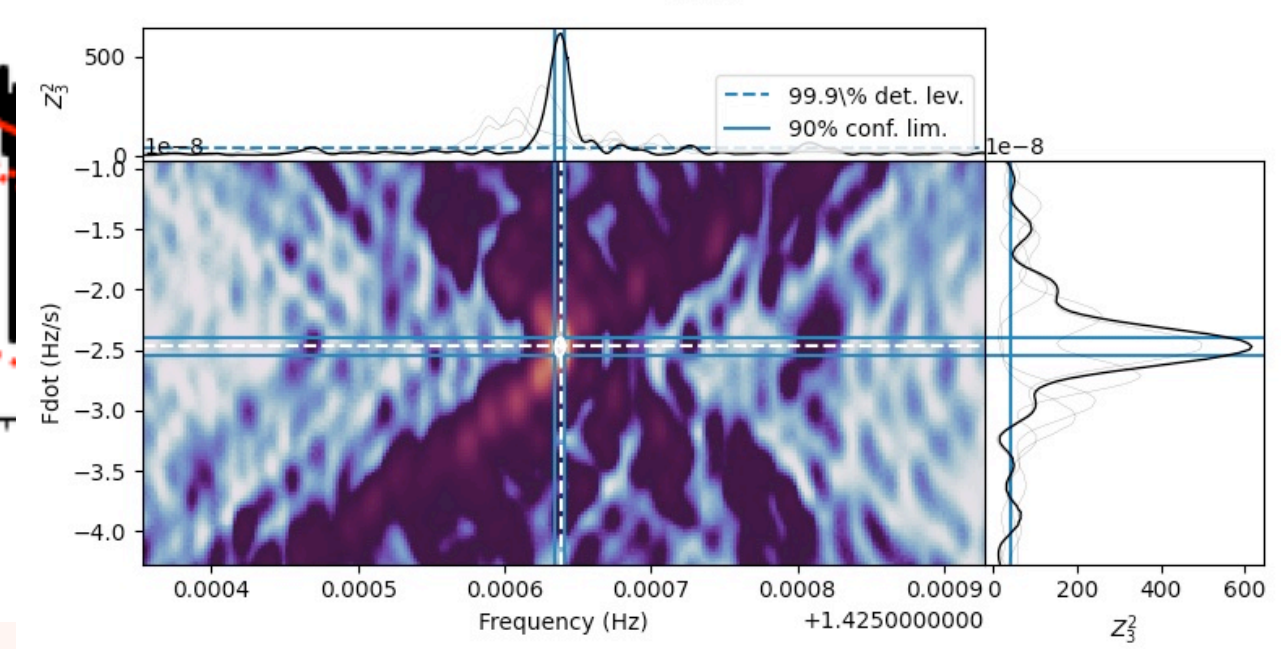 500
Z₃²
99.9\% det. lev.
90% conf. lim.
0
1e−8
1e−8
−1.0
−1.5
−2.0
−2.5
−3.0
−3.5
−4.0
Fdot (Hz/s)
0.0004 0.0005 0.0006 0.0007 0.0008 0.0009
0 200 400 600
Frequency (Hz)
+1.4250000000
Z₃²